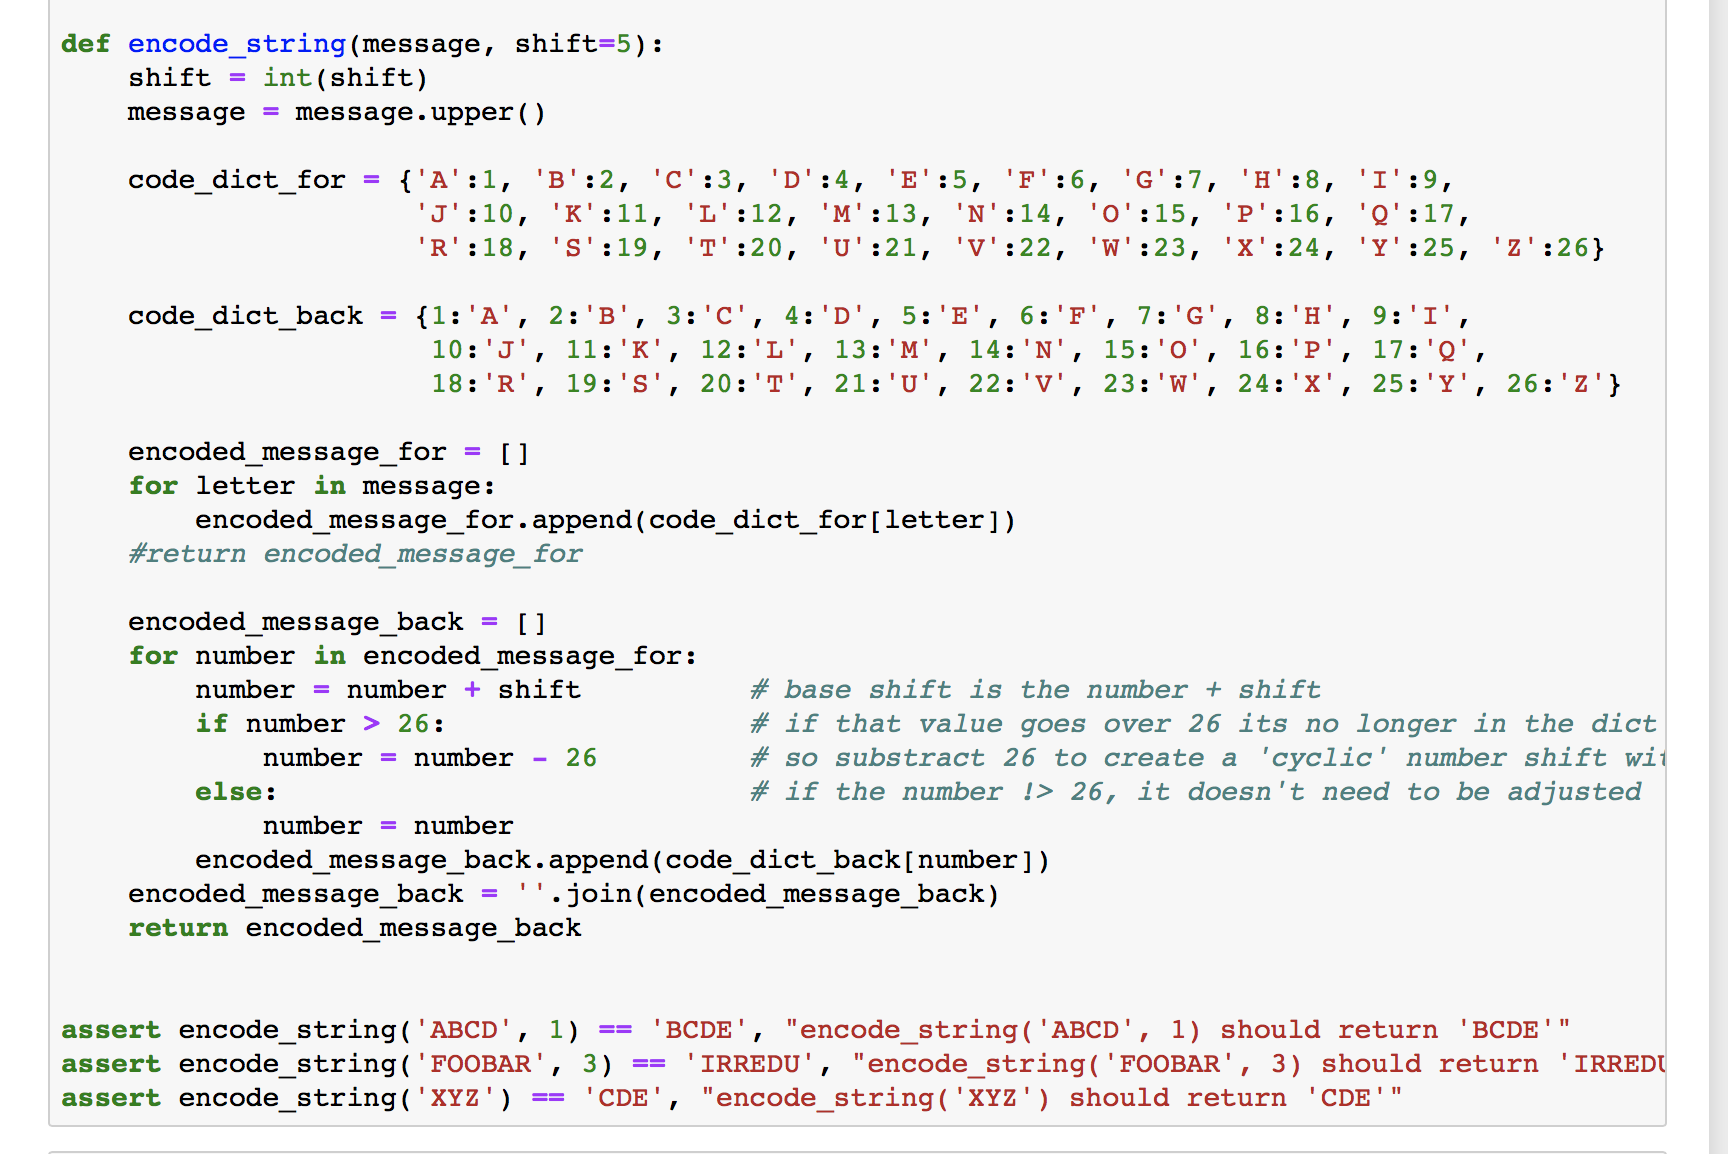 def encode_string(message, shift=5):
    shift = int(shift)
    message = message.upper()

    code_dict_for = {'A':1, 'B':2, 'C':3, 'D':4, 'E':5, 'F':6, 'G':7, 'H':8, 'I':9,
                     'J':10, 'K':11, 'L':12, 'M':13, 'N':14, 'O':15, 'P':16, 'Q':17,
                     'R':18, 'S':19, 'T':20, 'U':21, 'V':22, 'W':23, 'X':24, 'Y':25, 'Z':26}

    code_dict_back = {1:'A', 2:'B', 3:'C', 4:'D', 5:'E', 6:'F', 7:'G', 8:'H', 9:'I',
                      10:'J', 11:'K', 12:'L', 13:'M', 14:'N', 15:'O', 16:'P', 17:'Q',
                      18:'R', 19:'S', 20:'T', 21:'U', 22:'V', 23:'W', 24:'X', 25:'Y', 26:'Z'}

    encoded_message_for = []
    for letter in message:
        encoded_message_for.append(code_dict_for[letter])
    #return encoded_message_for

    encoded_message_back = []
    for number in encoded_message_for:
        number = number + shift          # base shift is the number + shift
        if number > 26:                  # if that value goes over 26 its no longer in the dict
            number = number - 26         # so substract 26 to create a 'cyclic' number shift
        else:                            # if the number !> 26, it doesn't need to be adjusted
            number = number
        encoded_message_back.append(code_dict_back[number])
    encoded_message_back = ''.join(encoded_message_back)
    return encoded_message_back


assert encode_string('ABCD', 1) == 'BCDE', "encode_string('ABCD', 1) should return 'BCDE'"
assert encode_string('FOOBAR', 3) == 'IRREDU', "encode_string('FOOBAR', 3) should return 'IRREDU
assert encode_string('XYZ') == 'CDE', "encode_string('XYZ') should return 'CDE'"